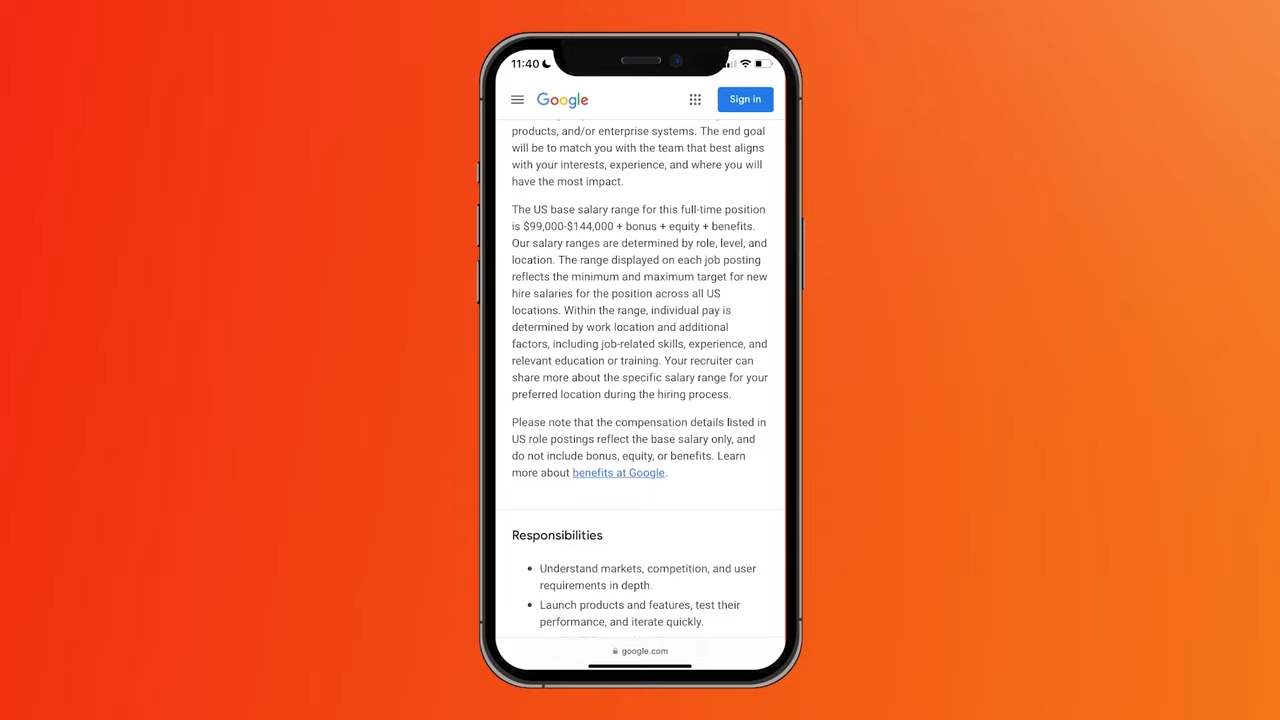 11:40
Google
Sign in
products, and/or enterprise systems. The end goal
will be to match you with the team that best aligns
with your interests, experience, and where you will
have the most impact.
The US base salary range for this full-time position
is $99,000-$144,000 + bonus + equity + benefits.
Our salary ranges are determined by role, level, and
location. The range displayed on each job posting
reflects the minimum and maximum target for new
hire salaries for the position across all US
locations. Within the range, individual pay is
determined by work location and additional
factors, including job-related skills, experience, and
relevant education or training. Your recruiter can
share more about the specific salary range for your
preferred location during the hiring process.
Please note that the compensation details listed in
US role postings reflect the base salary only, and
do not include bonus, equity, or benefits. Learn
more about benefits at Google.
Responsibilities
• Understand markets, competition, and user
requirements in depth.
• Launch products and features, test their
performance, and iterate quickly.
google.com